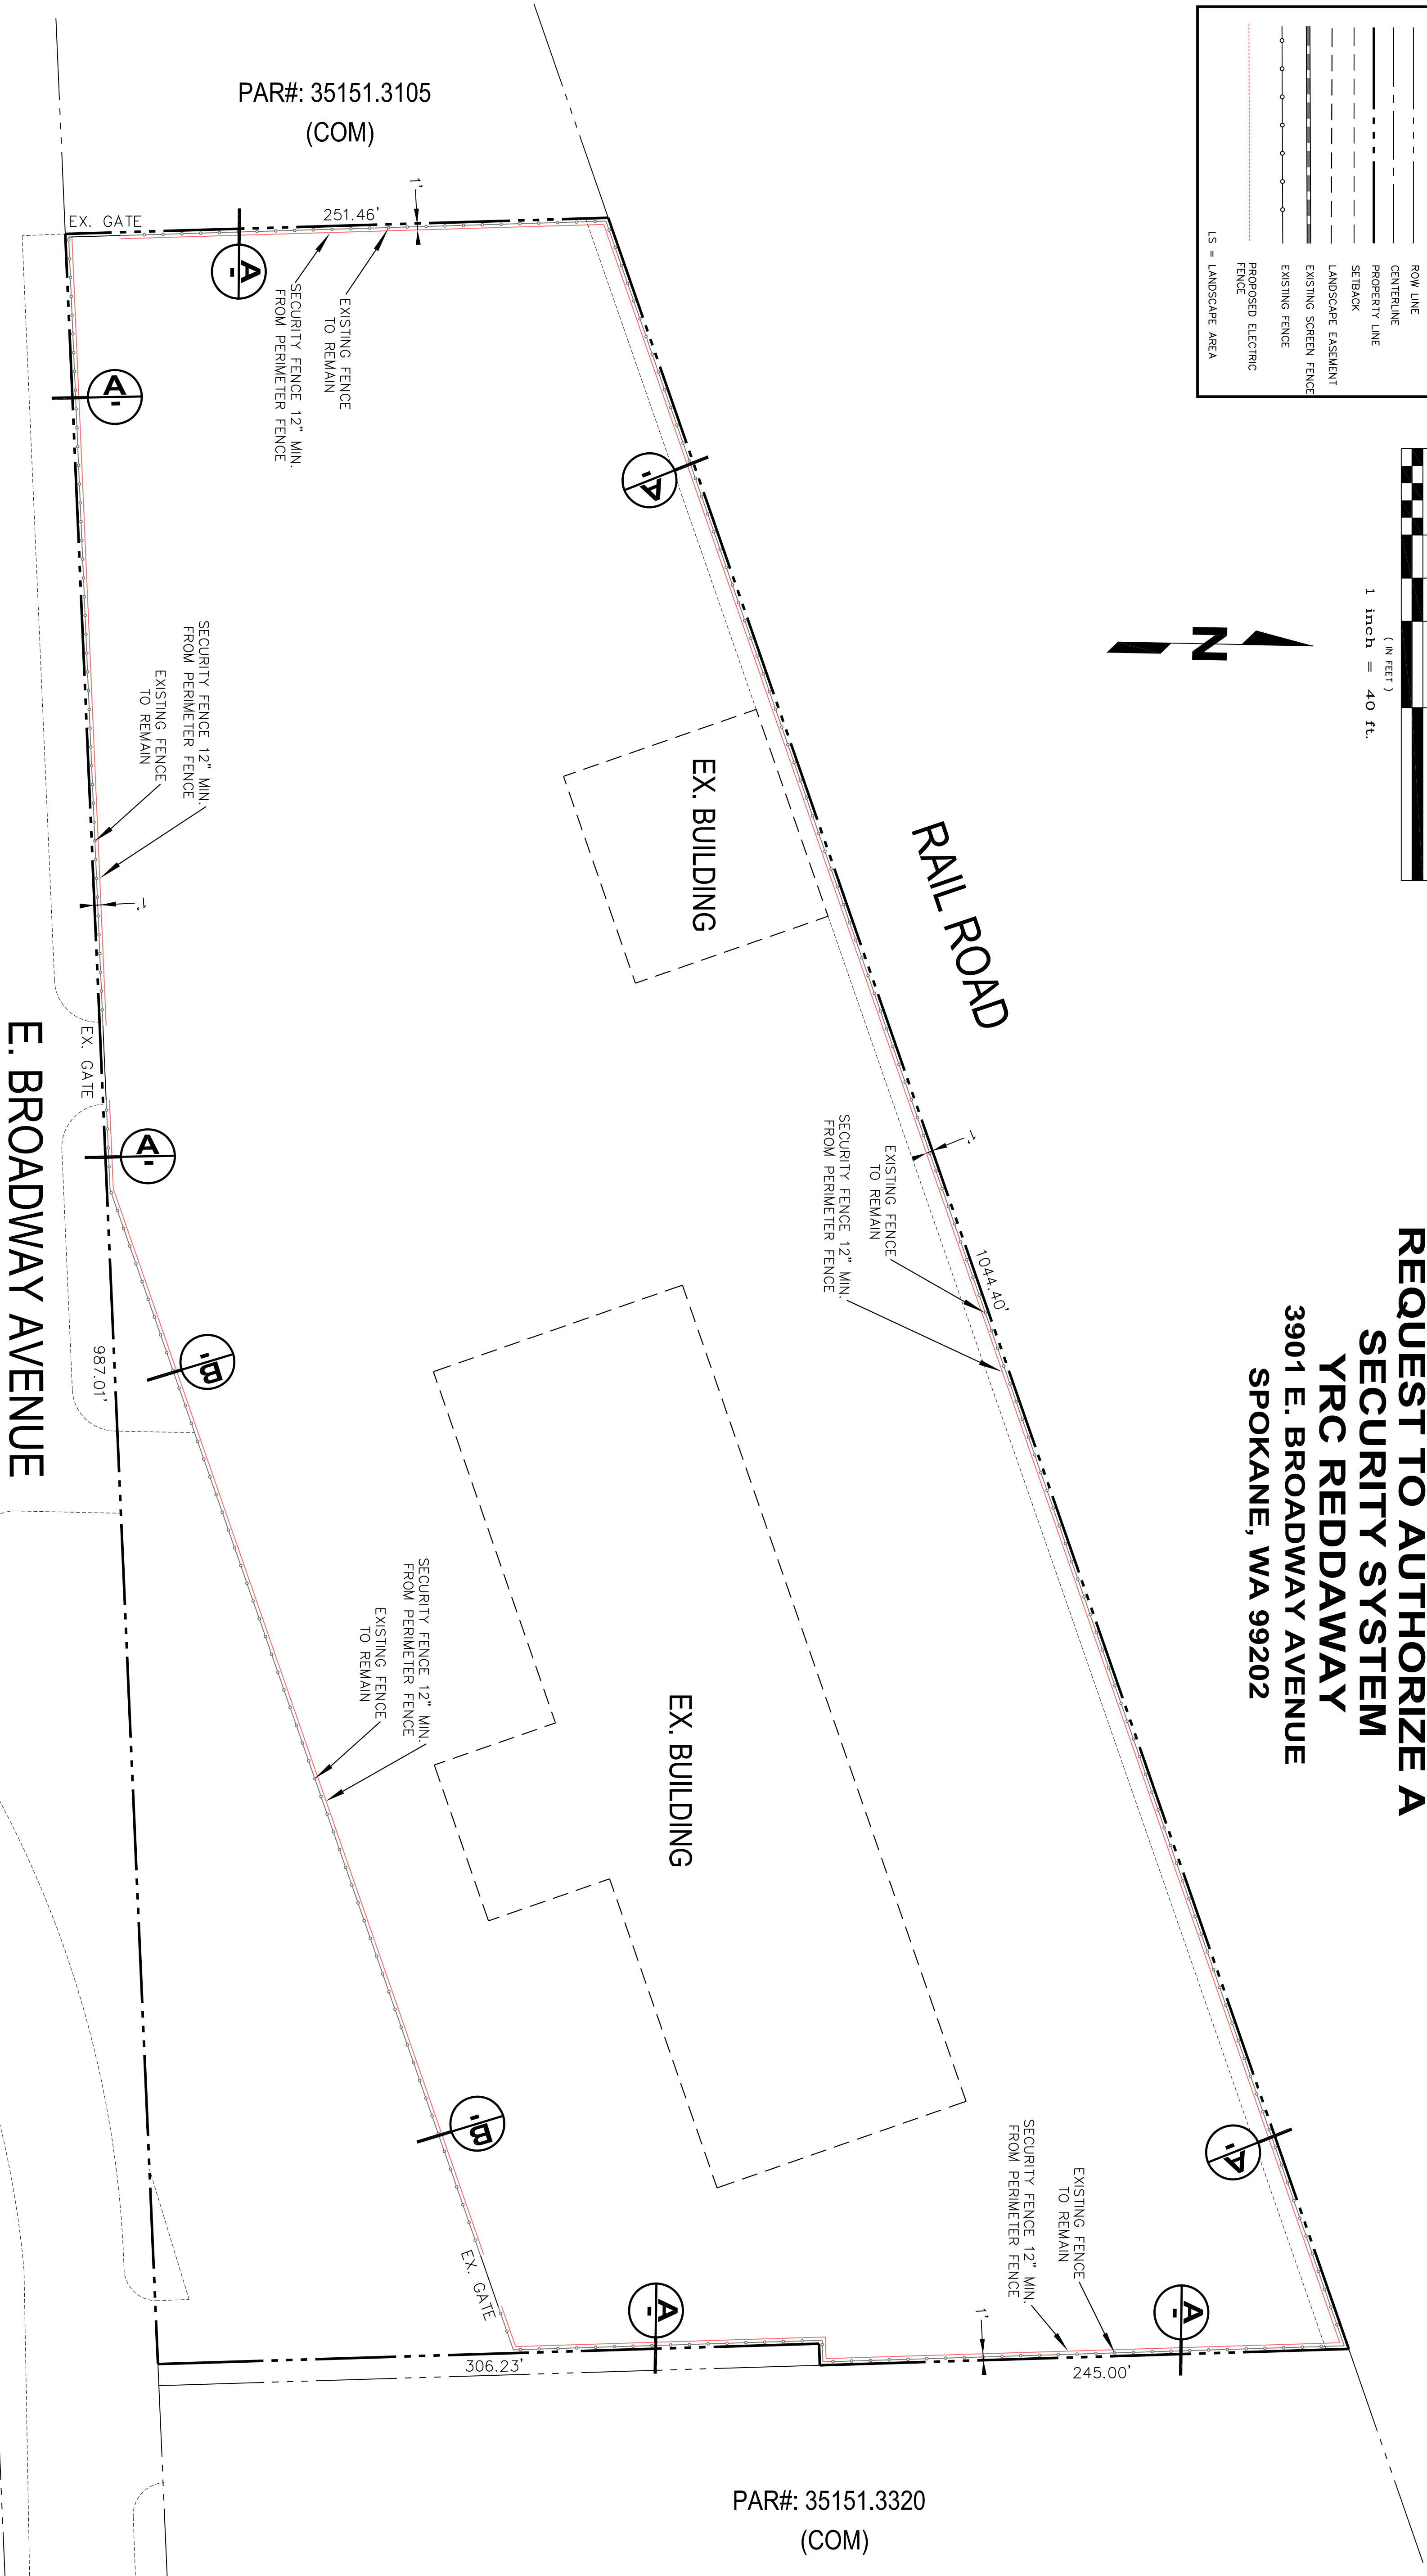 REQUEST TO AUTHORIZE A
SECURITY SYSTEM
YRC REDDAWAY
3901 E. BROADWAY AVENUE
SPOKANE, WA 99202
ROW LINE
CENTERLINE
PROPERTY LINE
SETBACK
LANDSCAPE EASEMENT
EXISTING SCREEN FENCE
EXISTING FENCE
PROPOSED ELECTRIC
FENCE
LS = LANDSCAPE AREA
( IN FEET )
1 inch = 40 ft.
N
PAR#: 35151.3105
(COM)
EX. GATE
251.46'
1'
A
-
EXISTING FENCE
TO REMAIN
SECURITY FENCE 12" MIN.
FROM PERIMETER FENCE
A
-
A
-
SECURITY FENCE 12" MIN.
FROM PERIMETER FENCE
EXISTING FENCE
TO REMAIN
1'
EX. BUILDING
RAIL ROAD
EX. GATE
A
-
E. BROADWAY AVENUE
1'
EXISTING FENCE
TO REMAIN
SECURITY FENCE 12" MIN.
FROM PERIMETER FENCE
1044.40'
B
-
987.01'
SECURITY FENCE 12" MIN.
FROM PERIMETER FENCE
EXISTING FENCE
TO REMAIN
EX. BUILDING
B
-
A
-
EXISTING FENCE
TO REMAIN
SECURITY FENCE 12" MIN.
FROM PERIMETER FENCE
EX. GATE
A
-
A
-
1'
306.23'
245.00'
PAR#: 35151.3320
(COM)